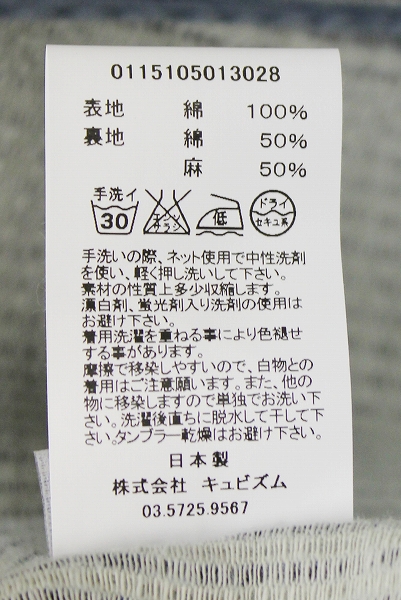 0115105013028
表地 綿 100%
裏地 綿 50%
麻 50%
手洗イ
30 エンソサラシ 低 ドライ
セキユ系
手洗いの際、ネット使用で中性洗剤
を使い、軽く押し洗いして下さい。
素材の性質上多少収縮します。
漂白剤、蛍光剤入り洗剤の使用は
お避け下さい。
着用洗濯を重ねる事により色褪せ
する事があります。
摩擦で移染しやすいので、白物との
着用はご注意願います。また、他の
物に移染しますので単独でお洗い下
さい。洗濯後直ちに脱水して干して下
さい。タンブラー乾燥はお避け下さい。
日本製
株式会社 キュビズム
03.5725.9567